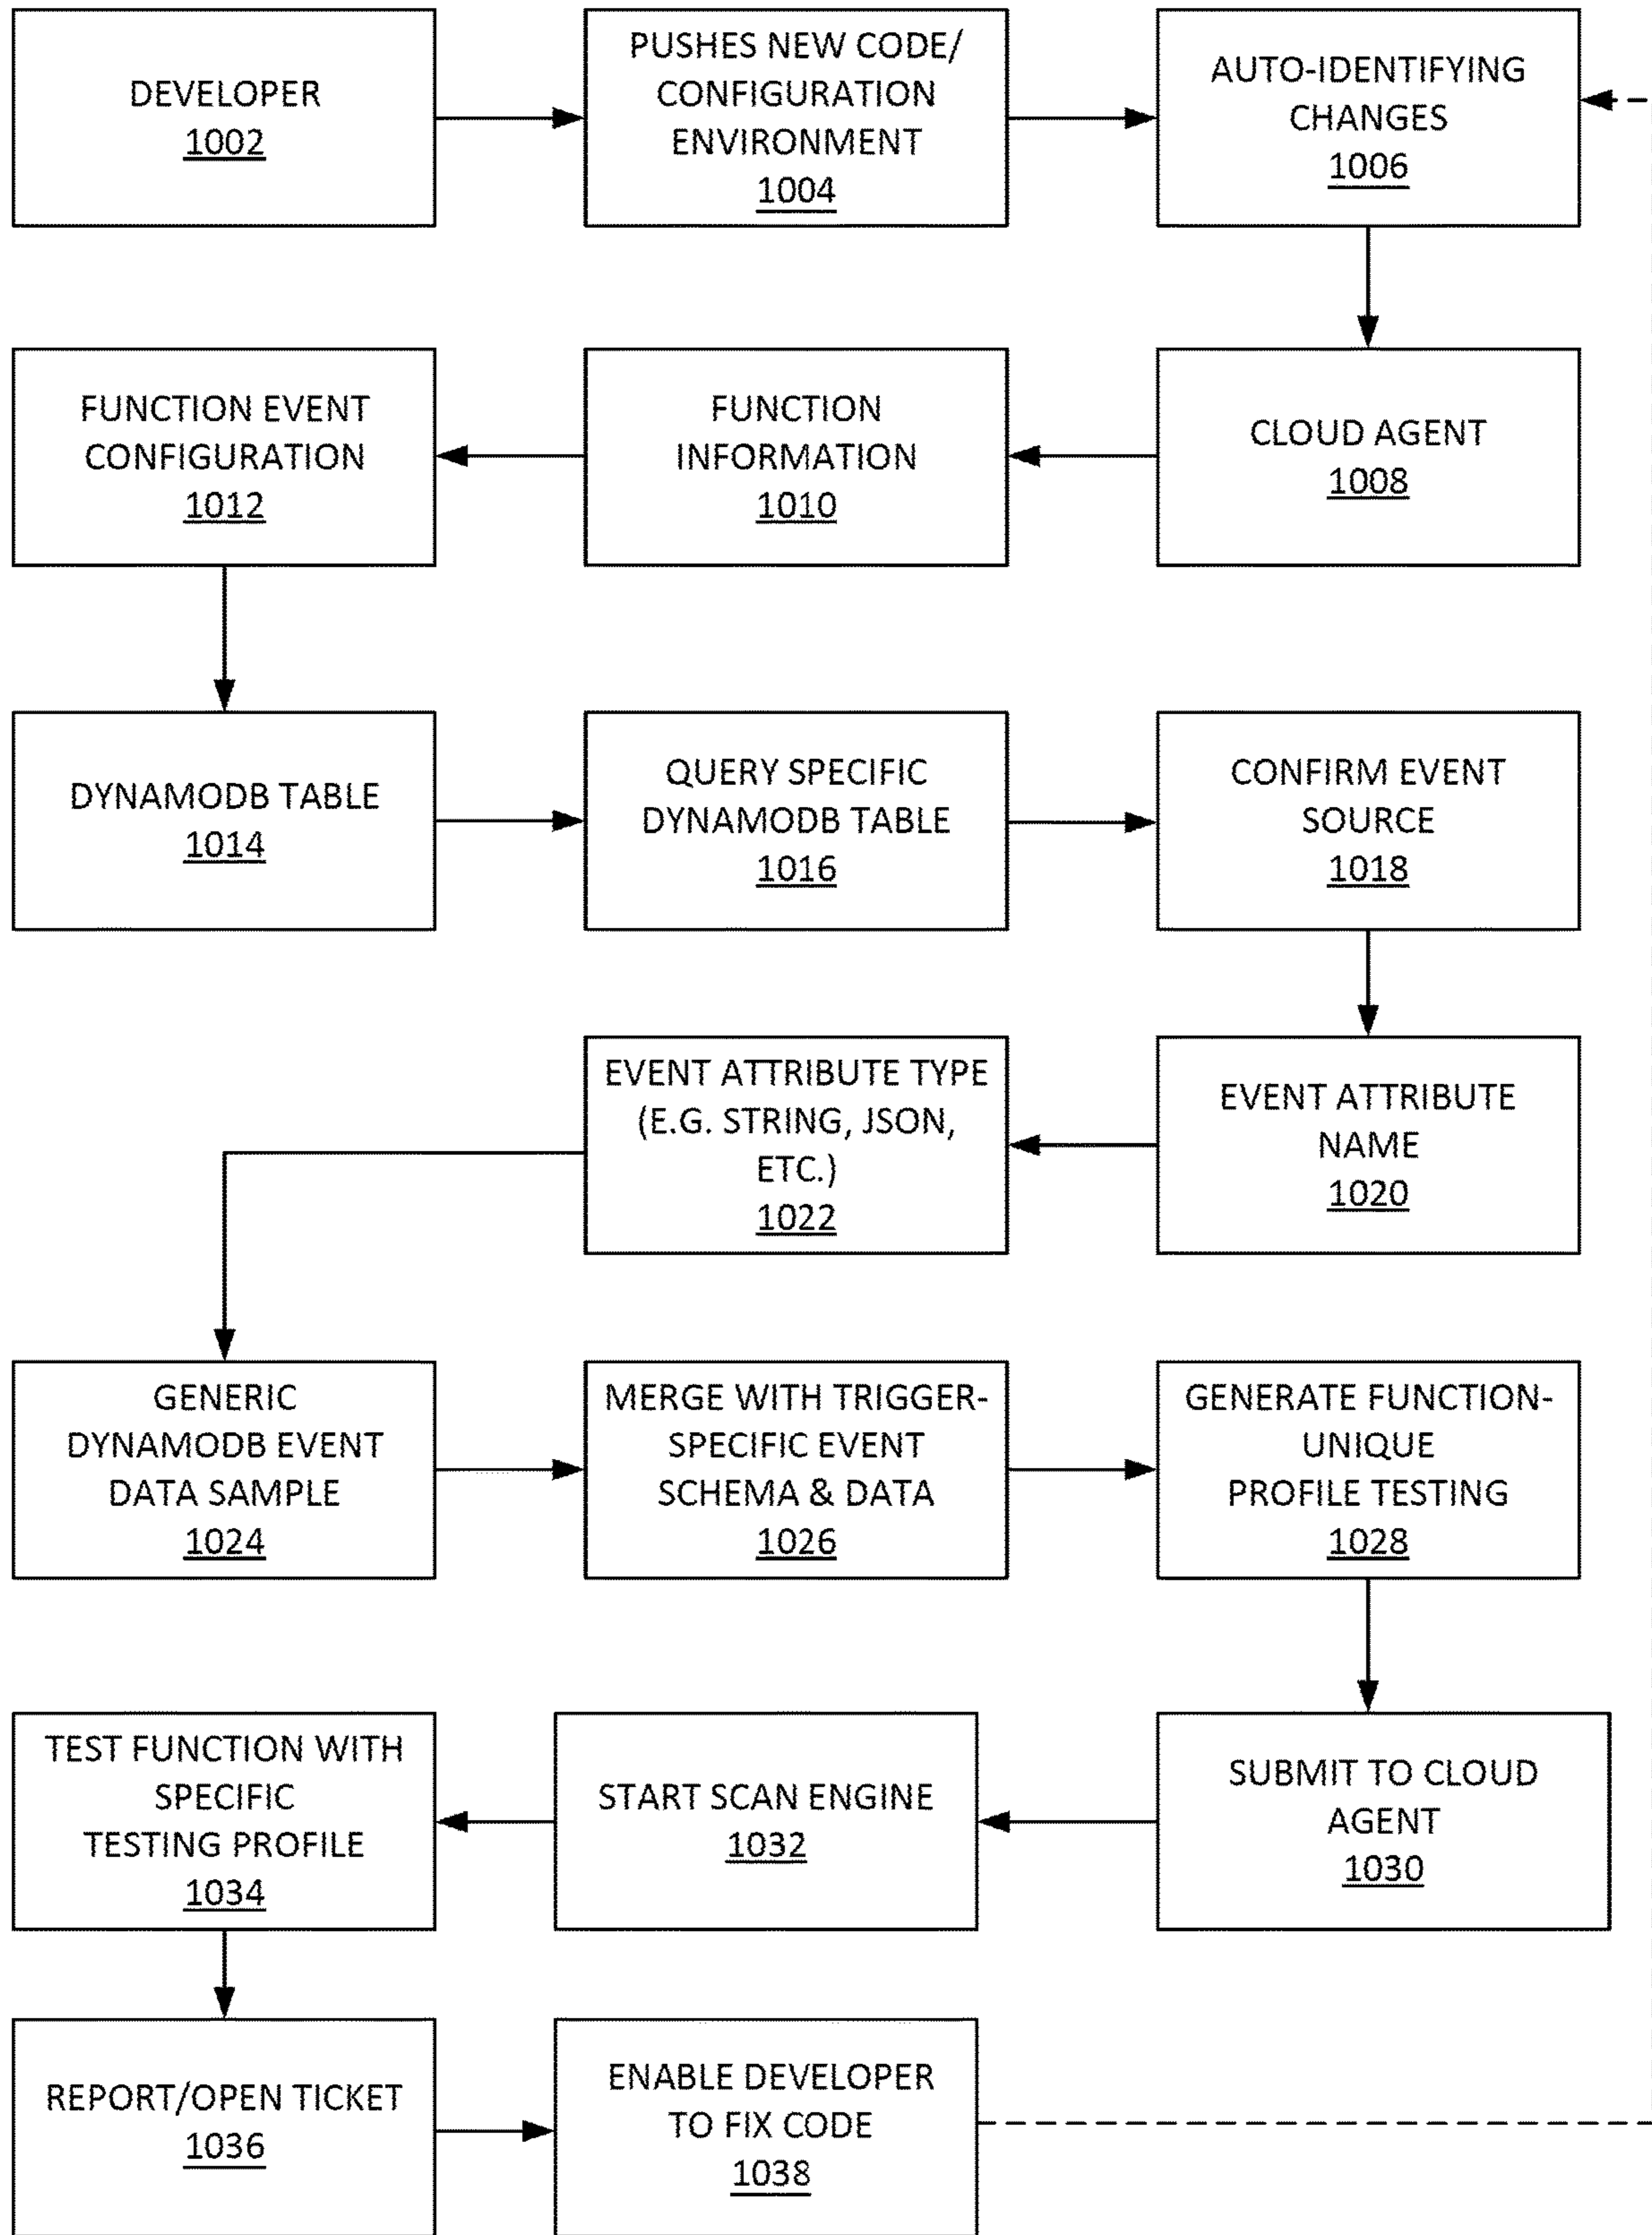 DEVELOPER
1002
PUSHES NEW CODE/
CONFIGURATION
ENVIRONMENT
1004
AUTO-IDENTIFYING
CHANGES
1006
FUNCTION EVENT
CONFIGURATION
1012
FUNCTION
INFORMATION
1010
CLOUD AGENT
1008
DYNAMODB TABLE
1014
QUERY SPECIFIC
DYNAMODB TABLE
1016
CONFIRM EVENT
SOURCE
1018
EVENT ATTRIBUTE TYPE
(E.G. STRING, JSON,
ETC.)
1022
EVENT ATTRIBUTE
NAME
1020
GENERIC
DYNAMODB EVENT
DATA SAMPLE
1024
MERGE WITH TRIGGER-
SPECIFIC EVENT
SCHEMA & DATA
1026
GENERATE FUNCTION-
UNIQUE
PROFILE TESTING
1028
TEST FUNCTION WITH
SPECIFIC
TESTING PROFILE
1034
START SCAN ENGINE
1032
SUBMIT TO CLOUD
AGENT
1030
REPORT/OPEN TICKET
1036
ENABLE DEVELOPER
TO FIX CODE
1038